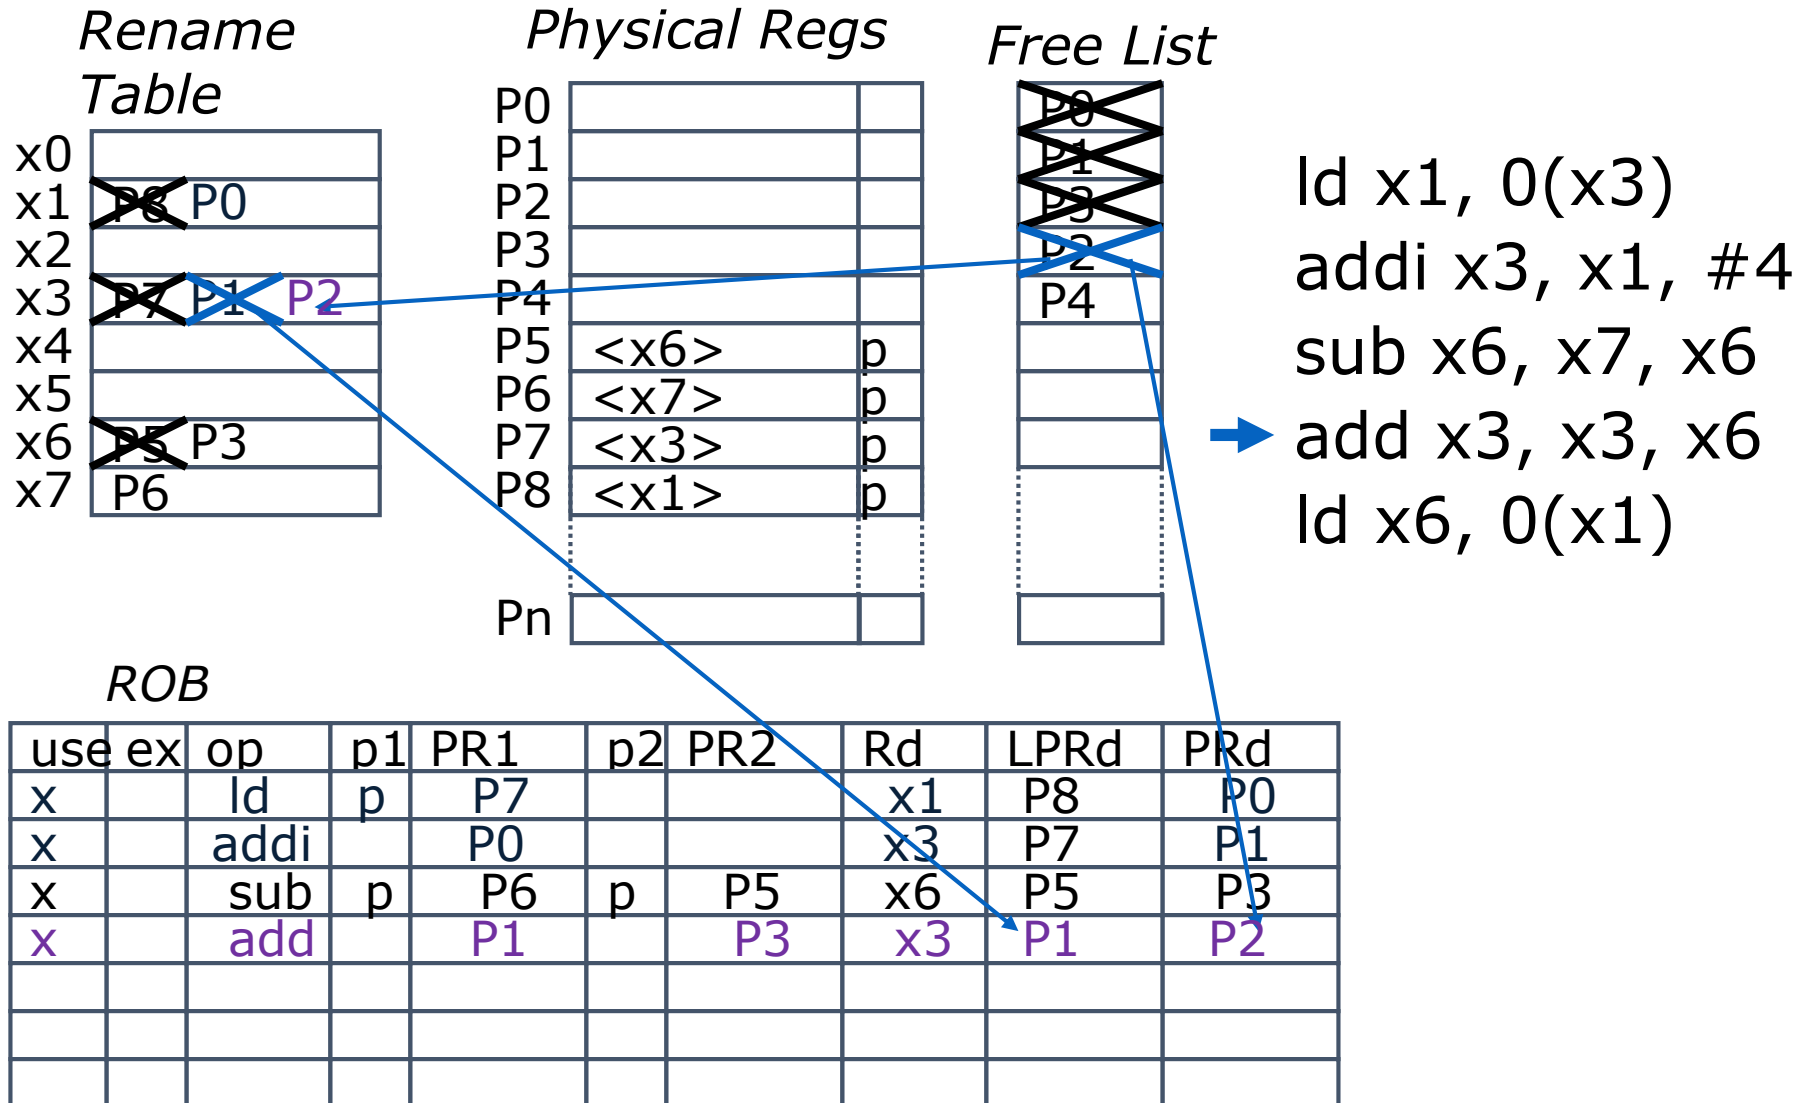 Rename
Table
x0
x1 P8 P0
x2
x3 P7 P1 P2
x4
x5
x6 P5 P3
x7 P6
Physical Regs
P0
P1
P2
P3
P4
P5 <x6> p
P6 <x7> p
P7 <x3> p
P8 <x1> p
Pn
Free List
P0
P1
P3
P2
P4
ld x1, 0(x3)
addi x3, x1, #4
sub x6, x7, x6
add x3, x3, x6
ld x6, 0(x1)
ROB
use ex op p1 PR1 p2 PR2 Rd LPRd PRd
x ld p P7 x1 P8 P0
x addi P0 x3 P7 P1
x sub p P6 p P5 x6 P5 P3
x add P1 P3 x3 P1 P2